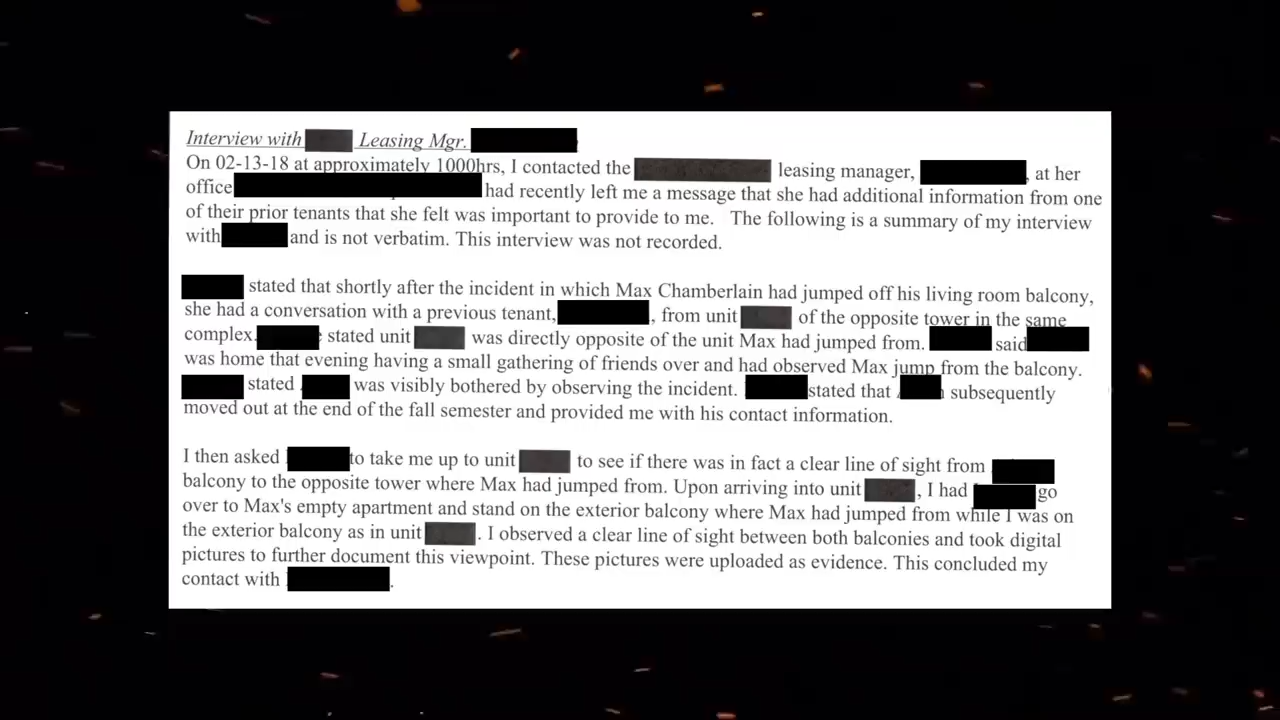 Interview with Leasing Mgr.
On 02-13-18 at approximately 1000hrs, I contacted the leasing manager, , at her
office had recently left me a message that she had additional information from one
of their prior tenants that she felt was important to provide to me. The following is a summary of my interview
with and is not verbatim. This interview was not recorded.
stated that shortly after the incident in which Max Chamberlain had jumped off his living room balcony,
she had a conversation with a previous tenant, , from unit of the opposite tower in the same
complex. stated unit was directly opposite of the unit Max had jumped from. said
was home that evening having a small gathering of friends over and had observed Max jump from the balcony.
stated was visibly bothered by observing the incident. stated that subsequently
moved out at the end of the fall semester and provided me with his contact information.
I then asked to take me up to unit to see if there was in fact a clear line of sight from
balcony to the opposite tower where Max had jumped from. Upon arriving into unit , I had go
over to Max's empty apartment and stand on the exterior balcony where Max had jumped from while I was on
the exterior balcony as in unit . I observed a clear line of sight between both balconies and took digital
pictures to further document this viewpoint. These pictures were uploaded as evidence. This concluded my
contact with .